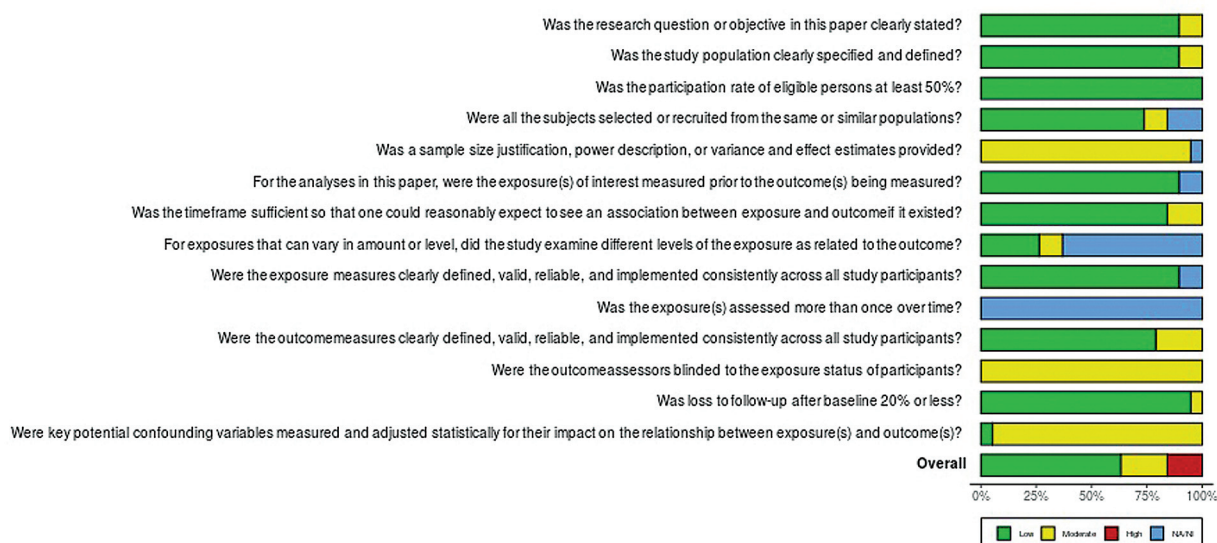 Was the research question or objective in this paper clearly stated?
Was the study population clearly specified and defined?
Was the participation rate of eligible persons at least 50%?
Were all the subjects selected or recruited from the same or similar populations?
Was a sample size justification, power description, or variance and effect estimates provided?
For the analyses in this paper, were the exposure(s) of interest measured prior to the outcome(s) being measured?
Was the timeframe sufficient so that one could reasonably expect to see an association between exposure and outcomeif it existed?
For exposures that can vary in amount or level, did the study examine different levels of the exposure as related to the outcome?
Were the exposure measures clearly defined, valid, reliable, and implemented consistently across all study participants?
Was the exposure(s) assessed more than once over time?
Were the outcomemeasures clearly defined, valid, reliable, and implemented consistently across all study participants?
Were the outcomeassessors blinded to the exposure status of participants?
Was loss to follow-up after baseline 20% or less?
Were key potential confounding variables measured and adjusted statistically for their impact on the relationship between exposure(s) and outcome(s)?
Overall
0% 25% 50% 75% 100%
Low Moderate High NA/NI